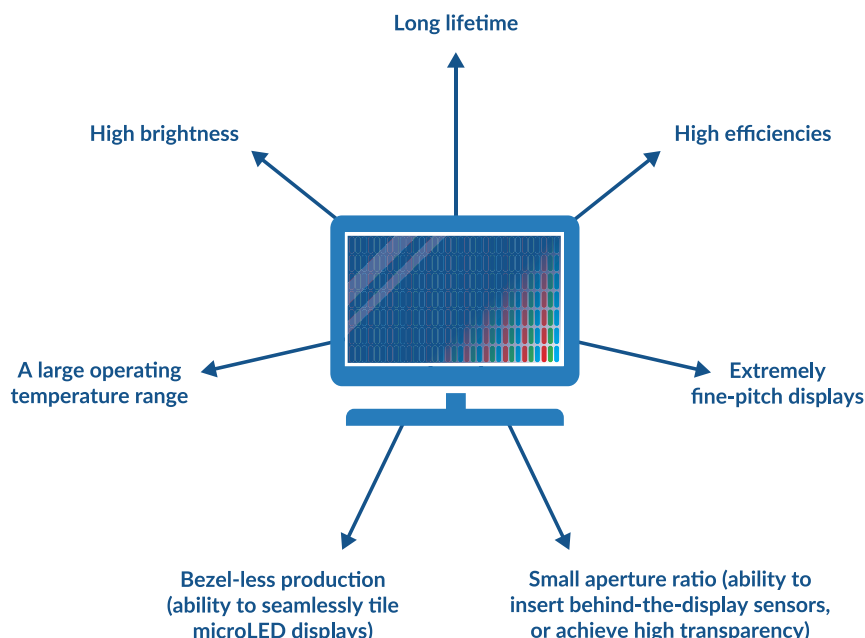 Long lifetime
High brightness
High efficiencies
A large operating
temperature range
Extremely
fine-pitch displays
Bezel-less production
(ability to seamlessly tile
microLED displays)
Small aperture ratio (ability to
insert behind-the-display sensors,
or achieve high transparency)